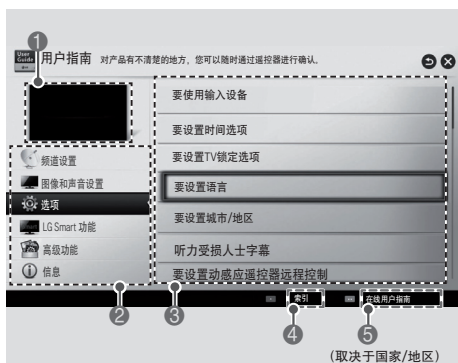 1
User Guide
用户指南 对产品有不清楚的地方，您可以随时通过遥控器进行确认。
频道设置
图像和声音设置
选项
LG Smart 功能
高级功能
信息
要使用输入设备
要设置时间选项
要设置TV锁定选项
要设置语言
要设置城市/地区
听力受损人士字幕
要设置动感应遥控器远程控制
索引
在线用户指南
2
3
4
5
(取决于国家/地区)